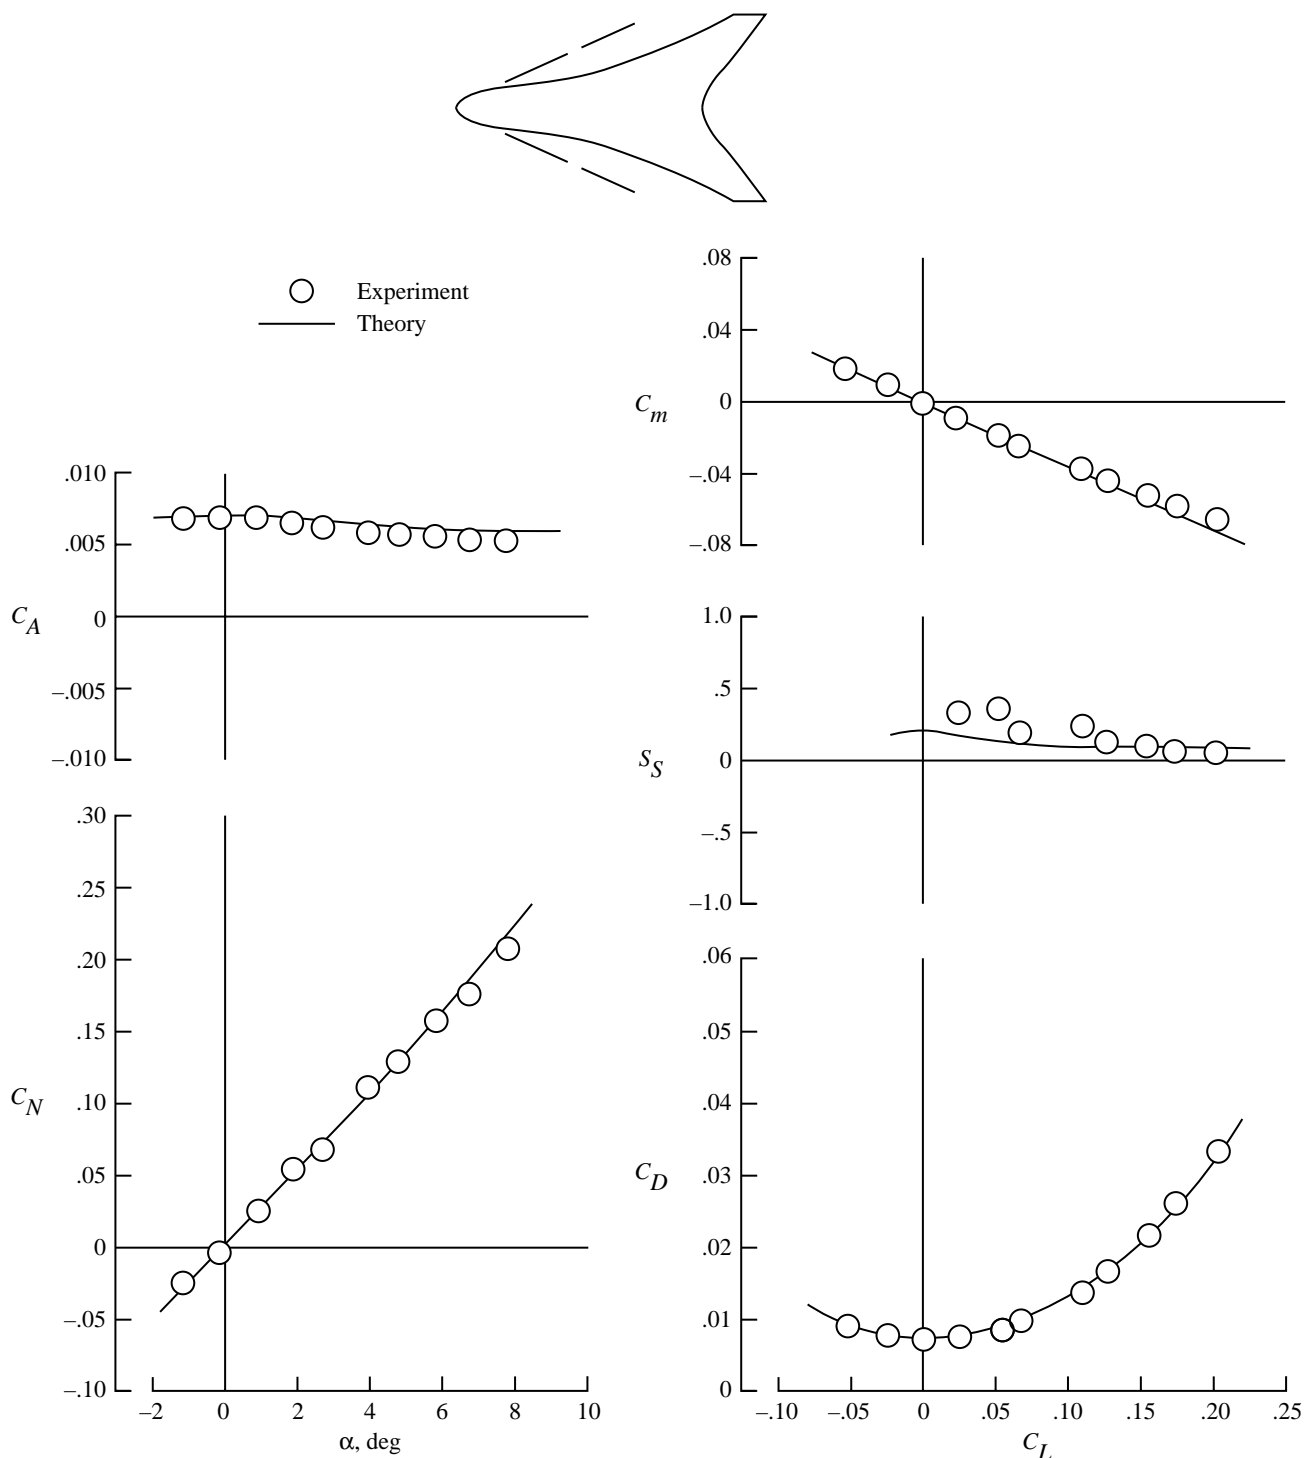 Experiment
Theory
.010
.005
0
–.005
–.010
C_A
.30
.25
.20
.15
.10
.05
0
–.05
–.10
C_N
–2 0 2 4 6 8 10
α, deg
.08
.04
0
–.04
–.08
C_m
1.0
.5
0
–.5
–1.0
S_S
.06
.05
.04
.03
.02
.01
0
C_D
–.10 –.05 0 .05 .10 .15 .20 .25
C_L